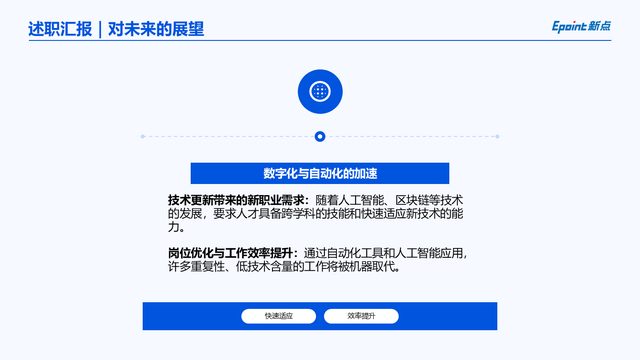 述职汇报｜对未来的展望
Epoint新点
数字化与自动化的加速
技术更新带来的新职业需求：随着人工智能、区块链等技术
的发展，要求人才具备跨学科的技能和快速适应新技术的能
力。
岗位优化与工作效率提升：通过自动化工具和人工智能应用，
许多重复性、低技术含量的工作将被机器取代。
快速适应
效率提升